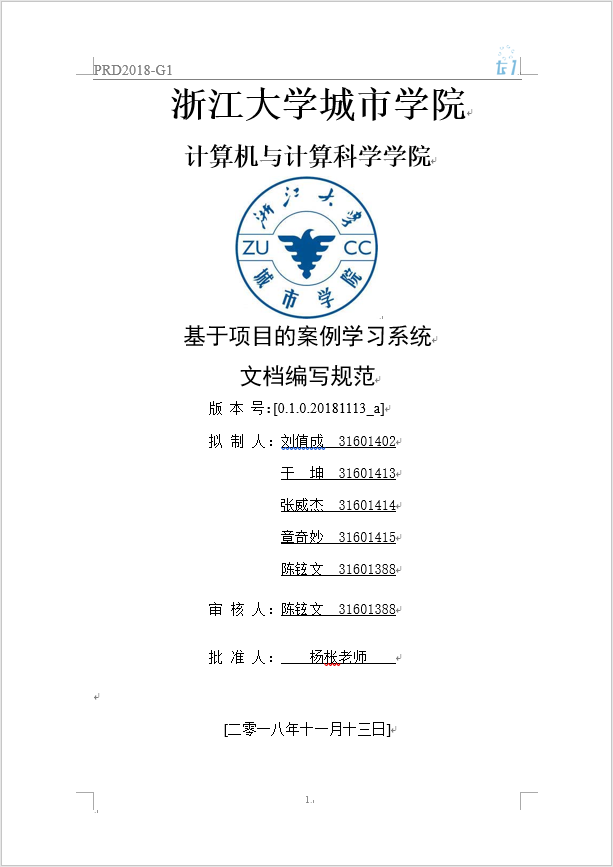 PRD2018-G1
浙江大学城市学院
计算机与计算科学学院
浙江大学
ZU CC
城市学院
基于项目的案例学习系统
文档编写规范
版 本 号:[0.1.0.20181113_a]
拟 制 人: 刘值成 31601402
于 坤 31601413
张威杰 31601414
章奇妙 31601415
陈铉文 31601388
审 核 人: 陈铉文 31601388
批 准 人: 杨枨老师
[二零一八年十一月十三日]
1